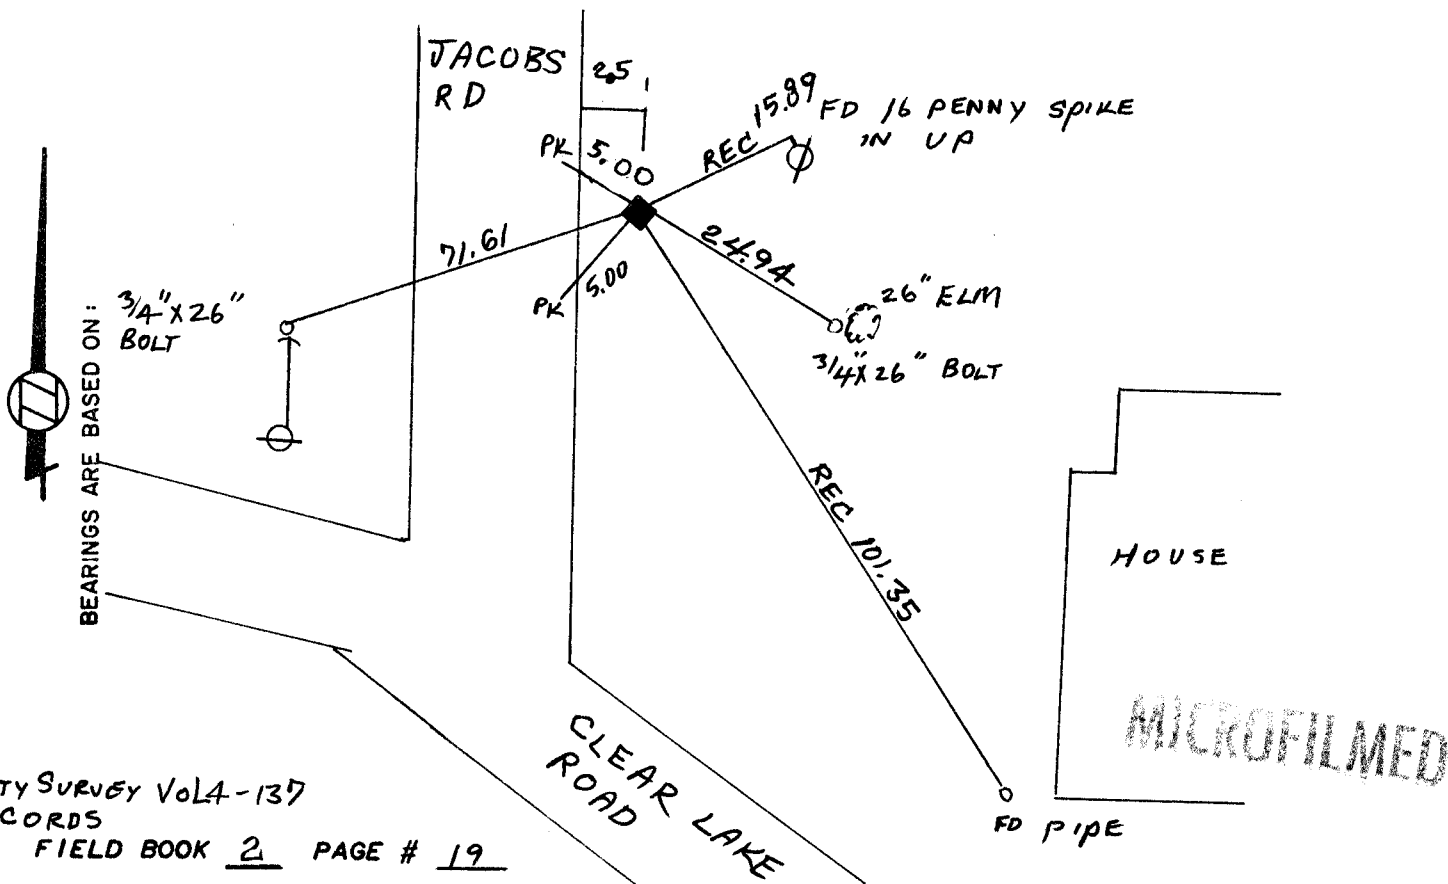 JACOBS
RD
2.5
PK 5.00
REC 15.89
FD 16 PENNY SPIKE
IN UP
71.61
PK 5.00
24.94
3/4" X 26"
BOLT
26" ELM
3/4" X 26" BOLT
BEARINGS ARE BASED ON:
REC 101.35
HOUSE
MICROFILMED
CLEAR LAKE
ROAD
FD PIPE
TY SURVEY VOL4-137
CORDS
FIELD BOOK 2 PAGE # 19